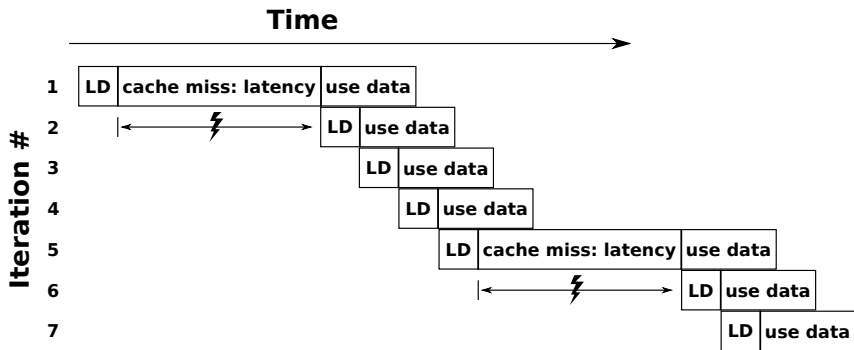 Time
Iteration #
1 LD cache miss: latency use data
2 LD use data
3 LD use data
4 LD use data
5 LD cache miss: latency use data
6 LD use data
7 LD use data